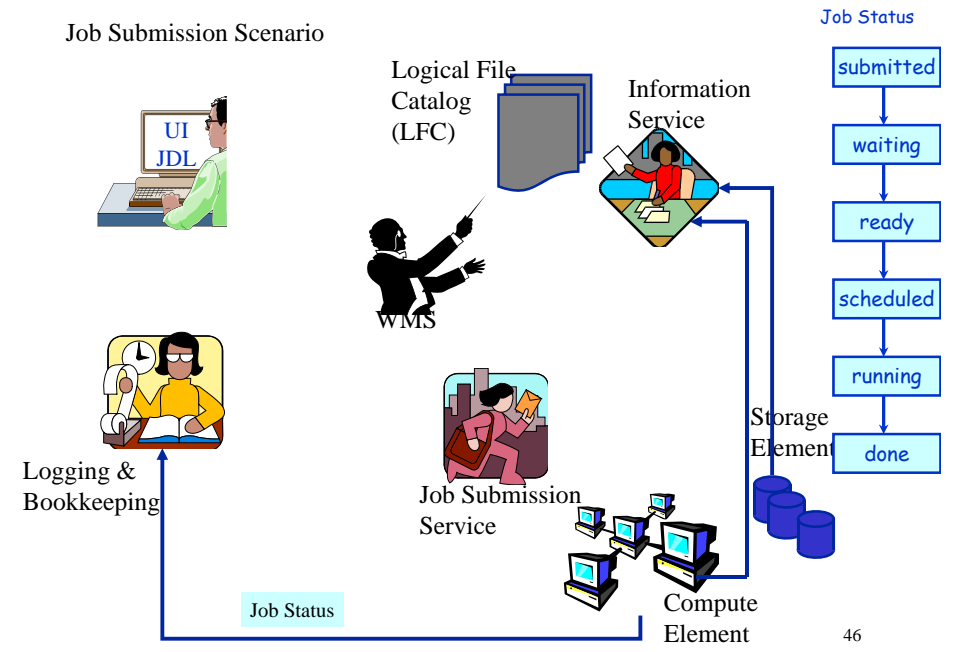 Job Submission Scenario
Job Status
UI
JDL
Logical File
Catalog
(LFC)
Information
Service
submitted
waiting
ready
scheduled
running
done
WMS
Logging &
Bookkeeping
Job Submission
Service
Storage
Element
Job Status
Compute
Element
46